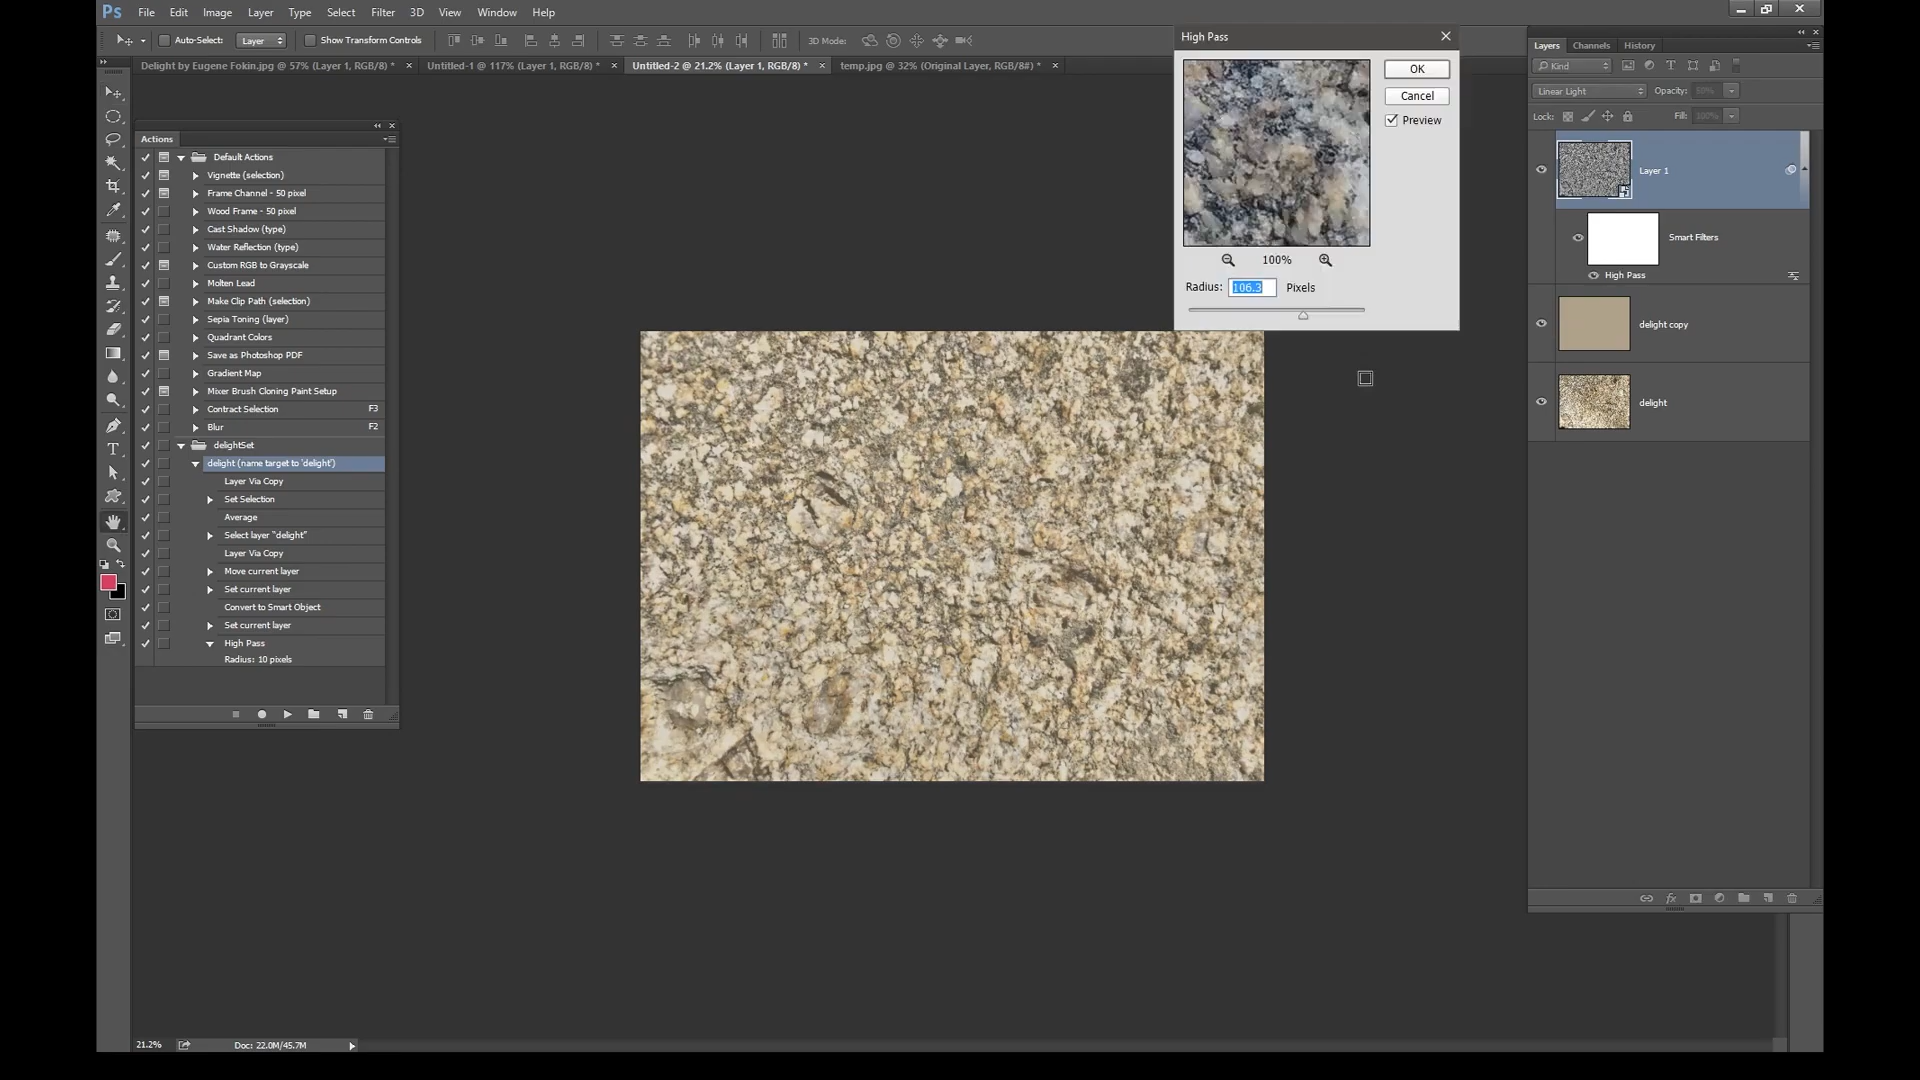 Ps File Edit Image Layer Type Select Filter 3D View Window Help
Auto-Select: Layer Show Transform Controls 3D Mode:
Delight by Eugene Fokin.jpg @ 57% (Layer 1, RGB/8) * × Untitled-1 @ 117% (Layer 1, RGB/8) * × Untitled-2 @ 21.2% (Layer 1, RGB/8) * × temp.jpg @ 32% (Original Layer, RGB/8#) * ×
Actions
Default Actions
Vignette (selection)
Frame Channel - 50 pixel
Wood Frame - 50 pixel
Cast Shadow (type)
Water Reflection (type)
Custom RGB to Grayscale
Molten Lead
Make Clip Path (selection)
Sepia Toning (layer)
Quadrant Colors
Save as Photoshop PDF
Gradient Map
Mixer Brush Cloning Paint Setup
Contract Selection F3
Blur F2
delightSet
delight (name target to 'delight')
Layer Via Copy
Set Selection
Average
Select layer "delight"
Layer Via Copy
Move current layer
Set current layer
Convert to Smart Object
Set current layer
High Pass
Radius: 10 pixels
High Pass
OK
Cancel
Preview
100%
Radius: 106.3 Pixels
Layers Channels History
Kind
Linear Light Opacity: 50%
Lock: Fill: 100%
Layer 1
Smart Filters
High Pass
delight copy
delight
21.2% Doc: 22.0M/45.7M